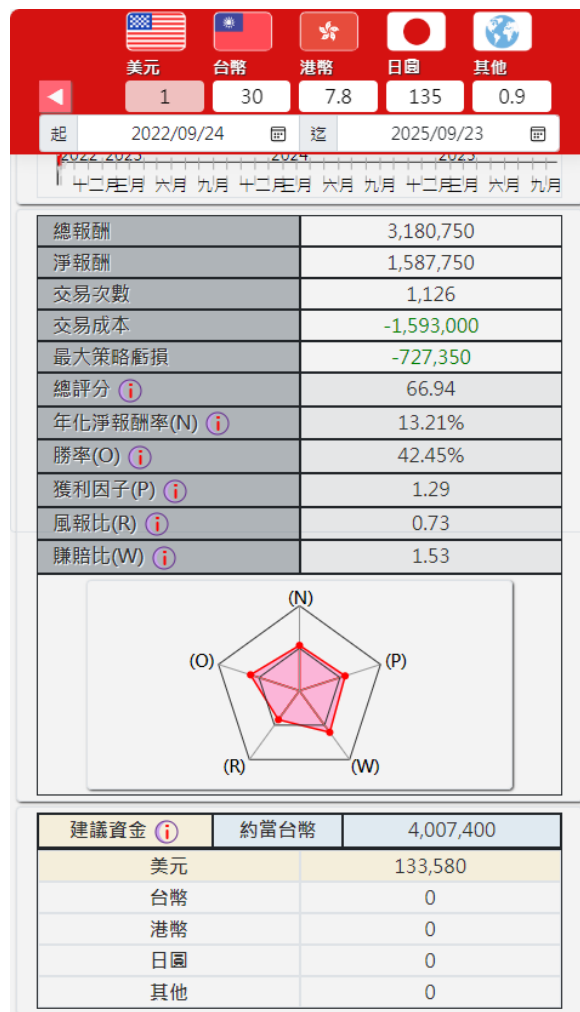 美元 台幣 港幣 日圓 其他
1 30 7.8 135 0.9
起 2022/09/24 迄 2025/09/23
2022 2023 2024 2025
十二月 三月 六月 九月 十二月 三月 六月 九月 十二月 三月 六月 九月
總報酬 3,180,750
淨報酬 1,587,750
交易次數 1,126
交易成本 -1,593,000
最大策略虧損 -727,350
總評分 i 66.94
年化淨報酬率(N) i 13.21%
勝率(O) i 42.45%
獲利因子(P) i 1.29
風報比(R) i 0.73
賺賠比(W) i 1.53
(N)
(O) (P)
(R) (W)
建議資金 i 約當台幣 4,007,400
美元 133,580
台幣 0
港幣 0
日圓 0
其他 0